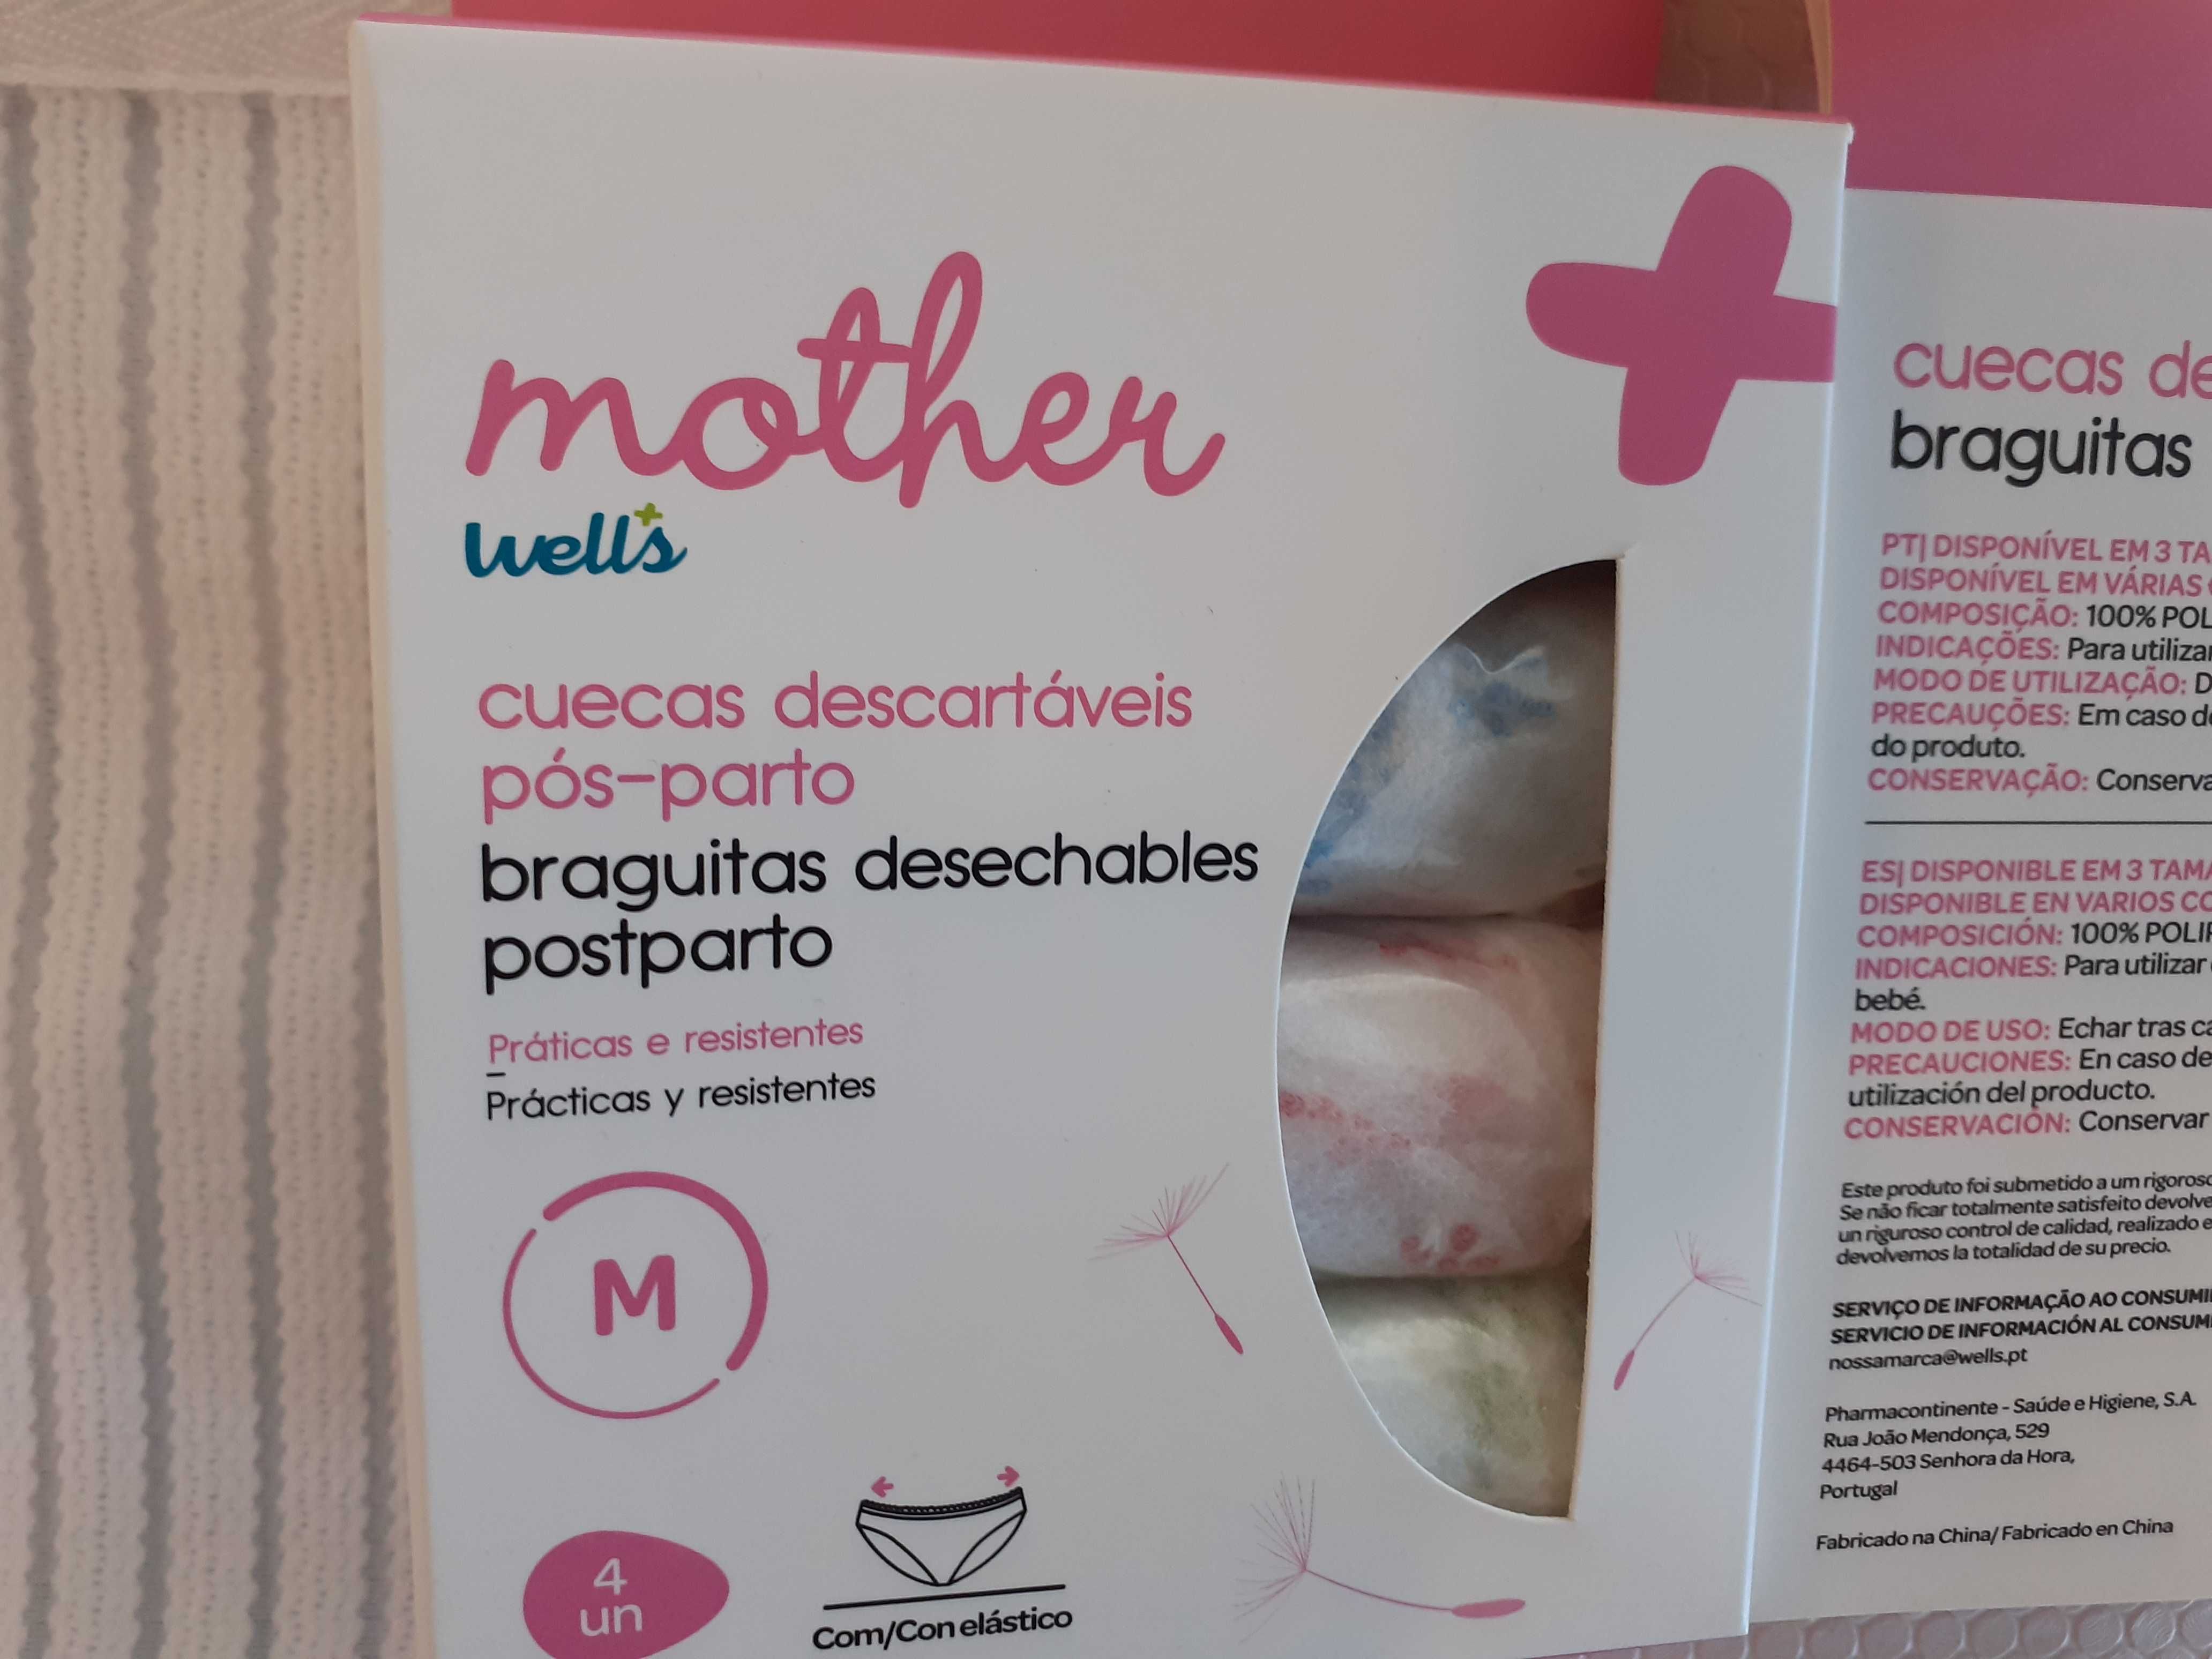 mother
well's
cuecas descartáveis
pós-parto
braguitas desechables
postparto
Práticas e resistentes
Prácticas y resistentes
M
4
un
Com/Con elástico
cuecas
braguitas
PT| DISPONÍVEL EM 3
DISPONÍVEL EM VÁRIAS
COMPOSIÇÃO: 100%
INDICAÇÕES: Para
MODO DE UTILIZAÇÃO:
PRECAUÇÕES: Em caso
do produto.
CONSERVAÇÃO:
ES| DISPONIBLE EM 3
DISPONIBLE EN VARIOS
COMPOSICIÓN: 100%
INDICACIONES: Para utilizar
bebé.
MODO DE USO: Echar tras
PRECAUCIONES: En caso de
utilización del producto.
CONSERVACIÓN: Conservar
Este produto foi submetido a um
Se não ficar totalmente satisfeito
un riguroso control de calidad, realizado
devolvemos la totalidad de su precio.
SERVIÇO DE INFORMAÇÃO AO
SERVICIO DE INFORMACIÓN AL
nossamarca@wells.pt
Pharmacontinente - Saúde e Higiene, S.A.
Rua João Mendonça, 529
4464-503 Senhora da Hora,
Portugal
Fabricado na China/ Fabricado en China